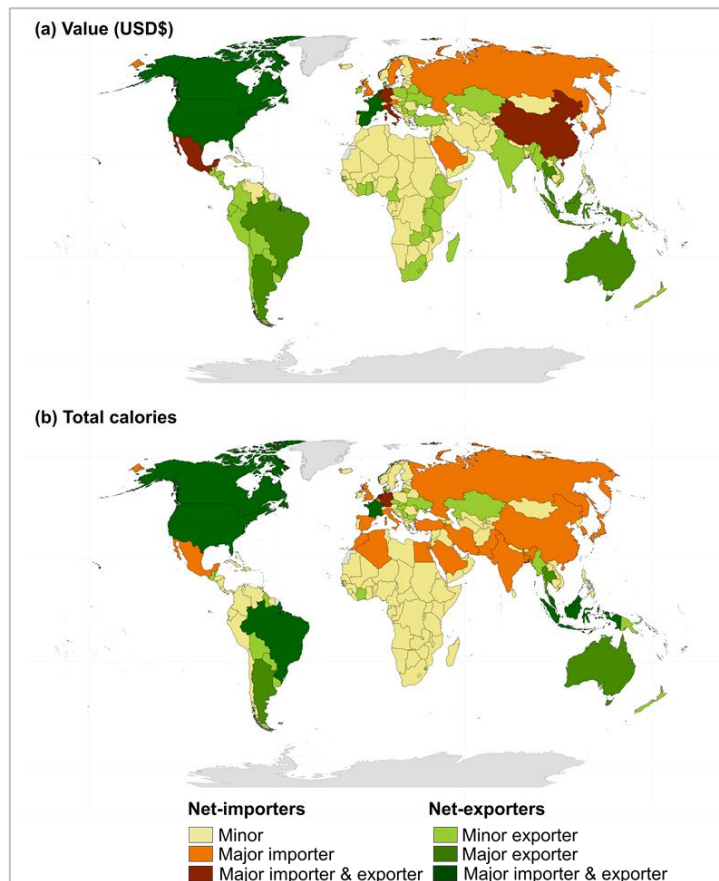 (a) Value (USD$)
(b) Total calories
Net-importers
Net-exporters
Minor
Minor exporter
Major importer
Major exporter
Major importer & exporter
Major importer & exporter